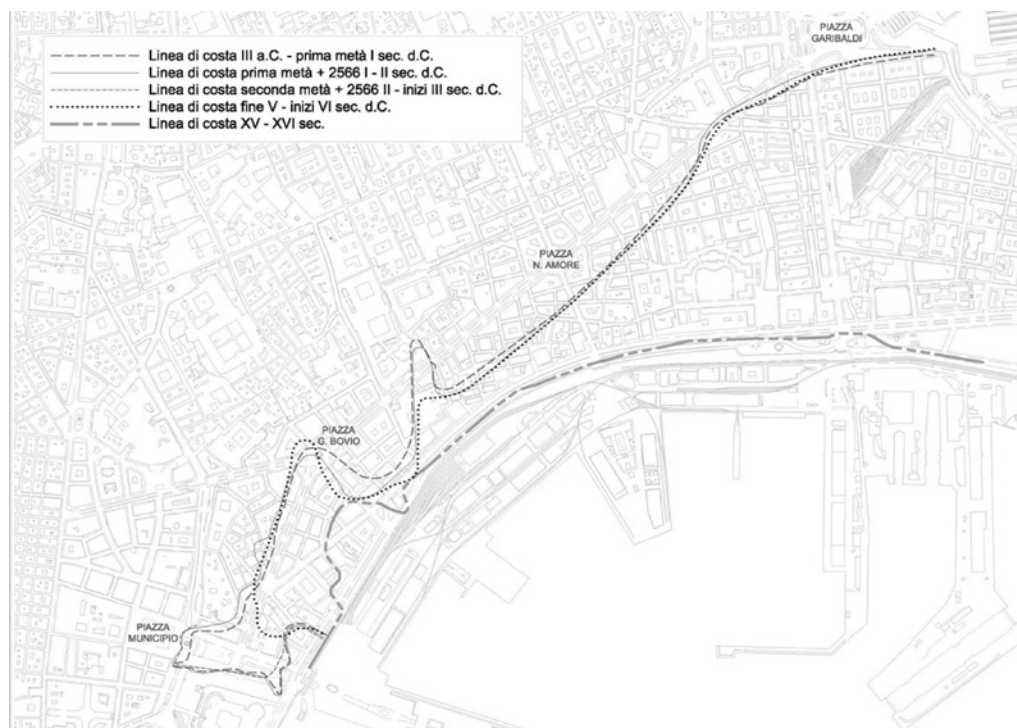 Linea di costa III a.C. - prima metà I sec. d.C.
Linea di costa prima metà + 2566 I - II sec. d.C.
Linea di costa seconda metà + 2566 II - inizi III sec. d.C.
Linea di costa fine V - inizi VI sec. d.C.
Linea di costa XV - XVI sec.
PIAZZA
GARIBALDI
PIAZZA
N. AMORE
PIAZZA
G. BOVIO
PIAZZA
MUNICIPIO